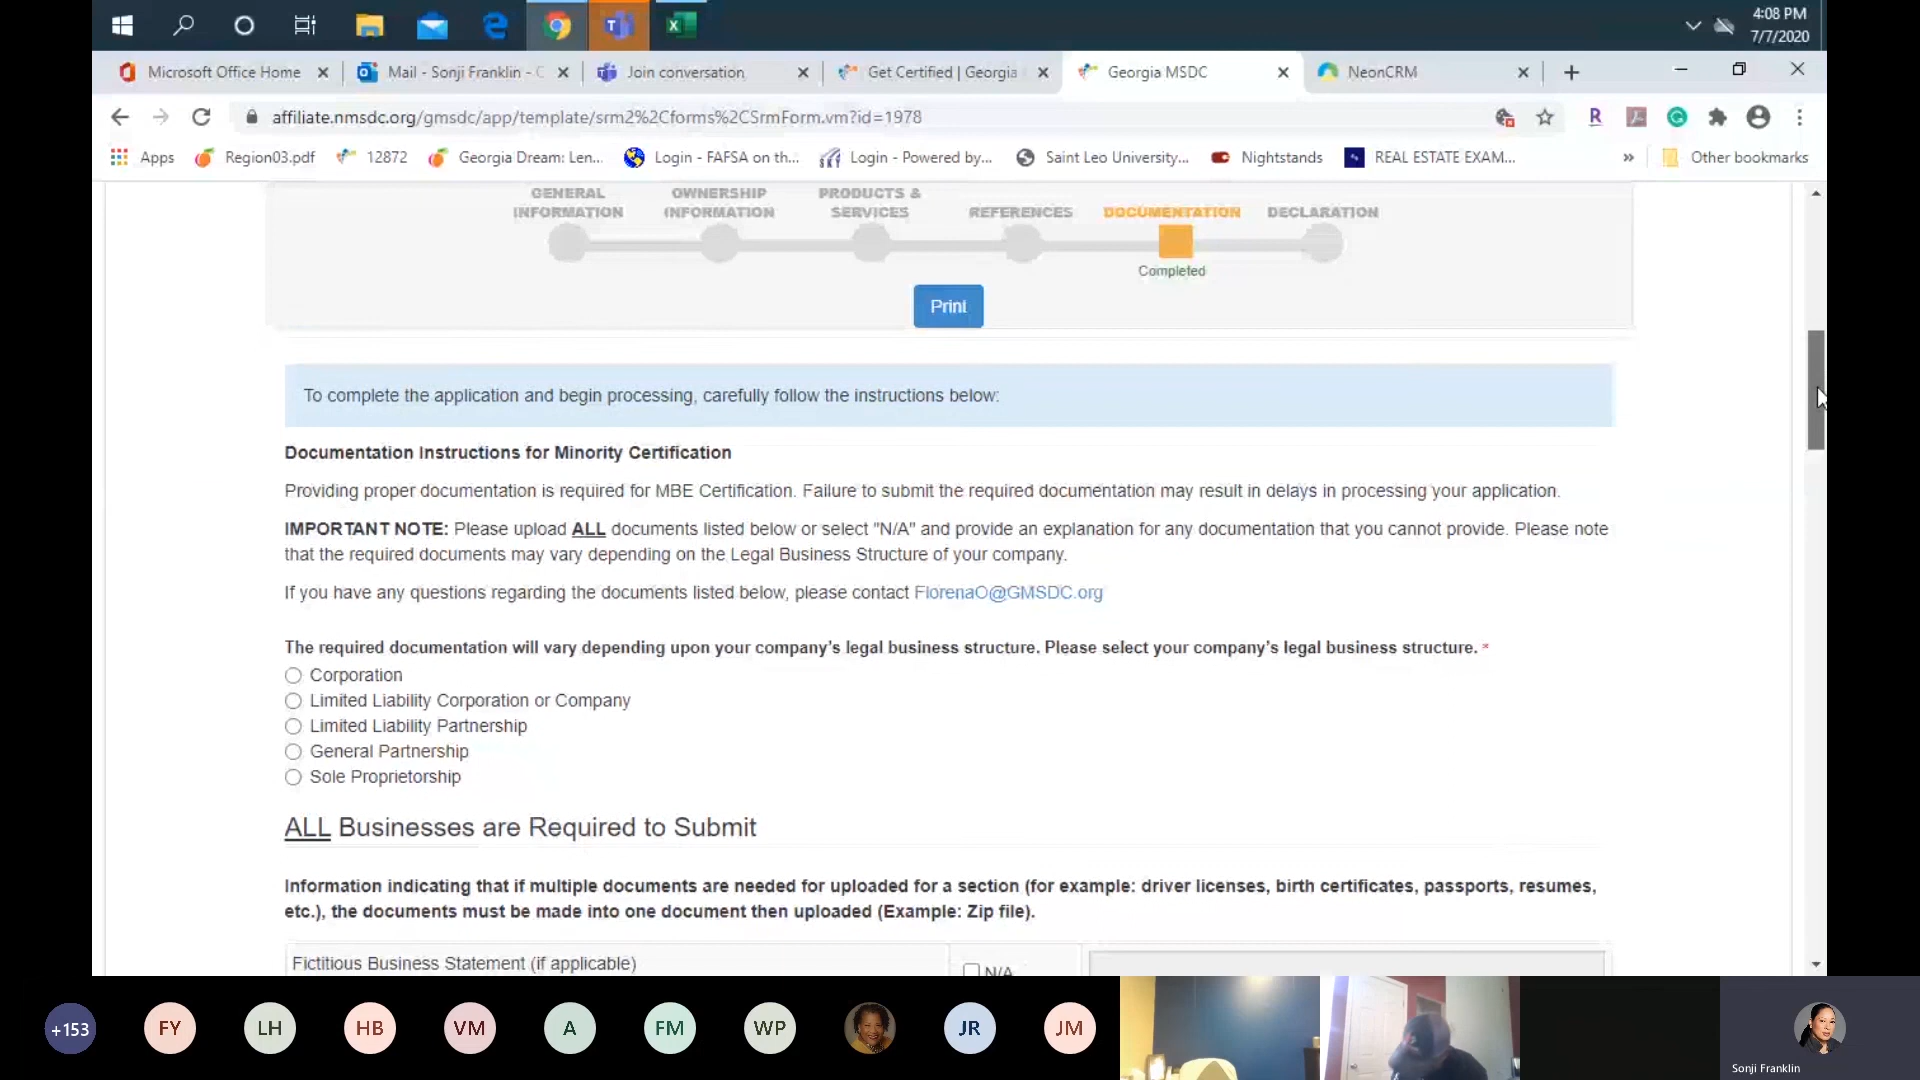 4:08 PM
7/7/2020
Microsoft Office Home
Mail - Sonji Franklin - C
Join conversation
Get Certified | Georgia
Georgia MSDC
NeonCRM
affiliate.nmsdc.org/gmsdc/app/template/srm2%2Cforms%2CSrmForm.vm?id=1978
Apps
Region03.pdf
12872
Georgia Dream: Len...
Login - FAFSA on th...
Login - Powered by...
Saint Leo University...
Nightstands
REAL ESTATE EXAM...
»
Other bookmarks
GENERAL INFORMATION
OWNERSHIP INFORMATION
PRODUCTS & SERVICES
REFERENCES
DOCUMENTATION
DECLARATION
Completed
Print
To complete the application and begin processing, carefully follow the instructions below:
Documentation Instructions for Minority Certification
Providing proper documentation is required for MBE Certification. Failure to submit the required documentation may result in delays in processing your application.
IMPORTANT NOTE: Please upload ALL documents listed below or select "N/A" and provide an explanation for any documentation that you cannot provide. Please note
that the required documents may vary depending on the Legal Business Structure of your company.
If you have any questions regarding the documents listed below, please contact FlorenaO@GMSDC.org
The required documentation will vary depending upon your company's legal business structure. Please select your company's legal business structure. *
Corporation
Limited Liability Corporation or Company
Limited Liability Partnership
General Partnership
Sole Proprietorship
ALL Businesses are Required to Submit
Information indicating that if multiple documents are needed for uploaded for a section (for example: driver licenses, birth certificates, passports, resumes,
etc.), the documents must be made into one document then uploaded (Example: Zip file).
Fictitious Business Statement (if applicable)
N/A
+153
FY
LH
HB
VM
A
FM
WP
JR
JM
Sonji Franklin